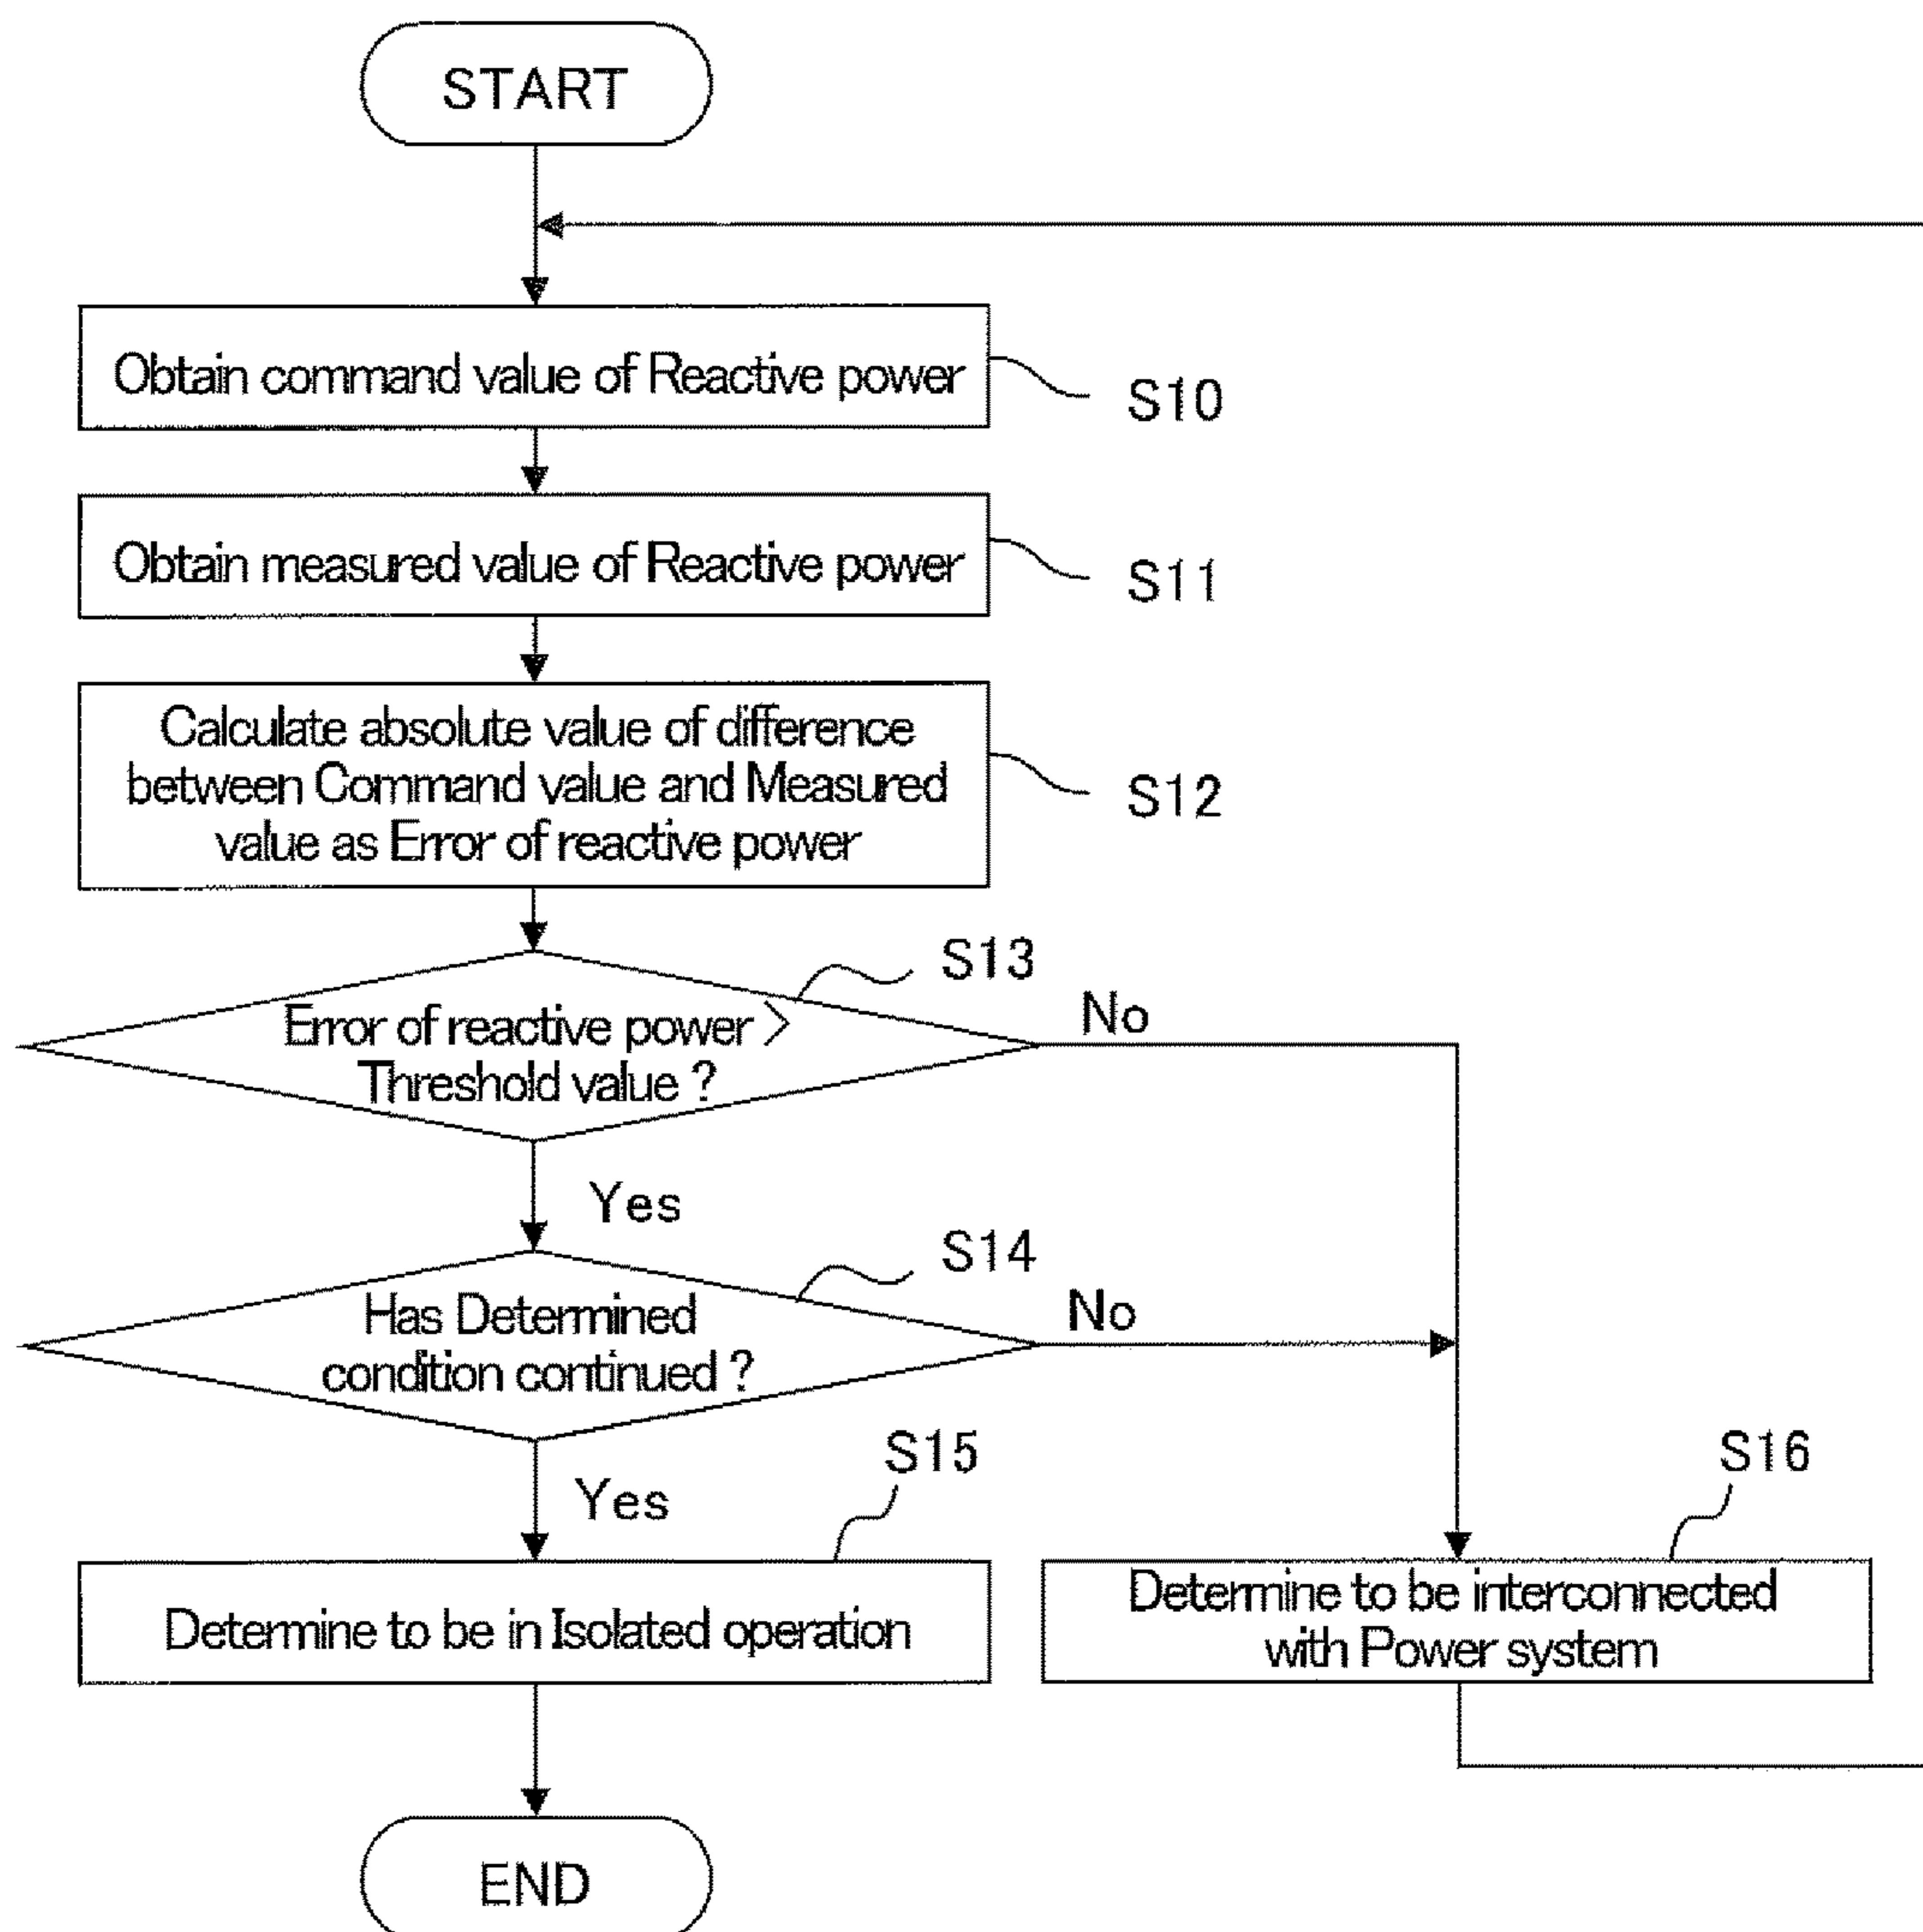 START
Obtain command value of Reactive power
S10
Obtain measured value of Reactive power
S11
Calculate absolute value of difference
between Command value and Measured
value as Error of reactive power
S12
S13
Error of reactive power >
Threshold value ?
No
Yes
S14
Has Determined
condition continued ?
No
Yes
S15
Determine to be in Isolated operation
S16
Determine to be interconnected
with Power system
END